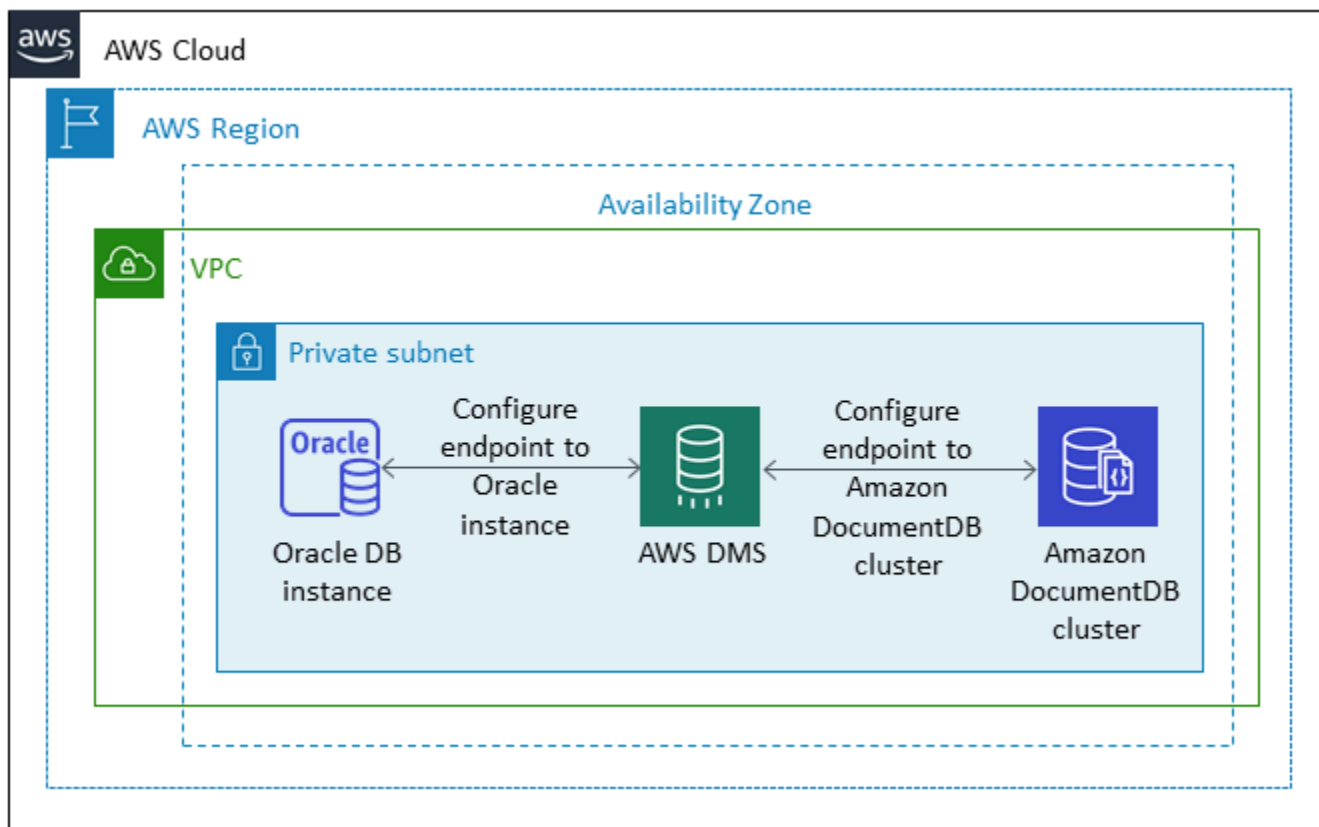 aws
AWS Cloud
AWS Region
Availability Zone
VPC
Private subnet
Oracle
Oracle DB
instance
Configure
endpoint to
Oracle
instance
AWS DMS
Configure
endpoint to
Amazon
DocumentDB
cluster
{}
Amazon
DocumentDB
cluster